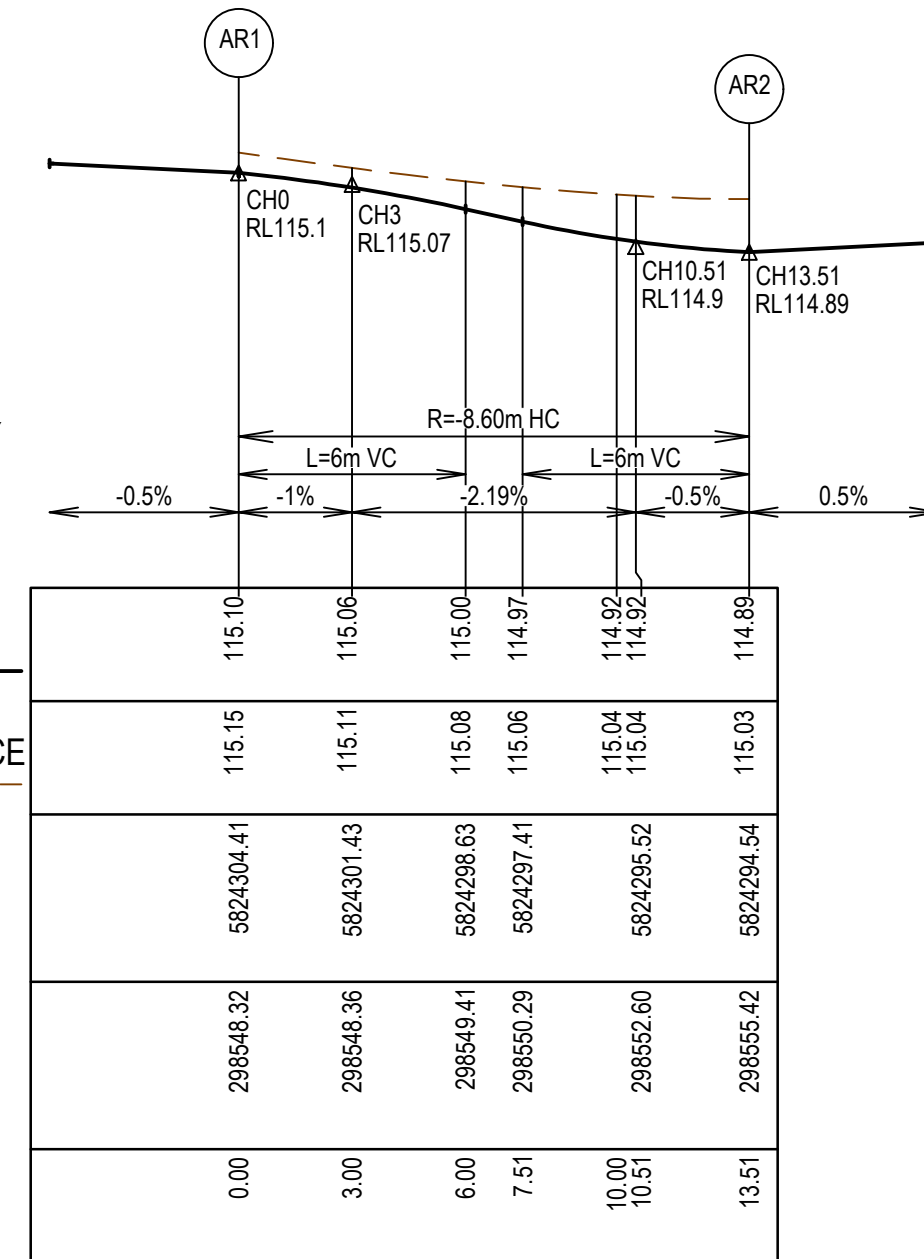 AR1
AR2
CH0
RL115.1
CH3
RL115.07
CH10.51
RL114.9
CH13.51
RL114.89
R=-8.60m HC
L=6m VC
L=6m VC
-0.5%
-1%
-2.19%
-0.5%
0.5%
115.10
115.06
115.00
114.97
114.92
114.92
114.89
CE
115.15
115.11
115.08
115.06
115.04
115.04
115.03
5824304.41
5824301.43
5824298.63
5824297.41
5824295.52
5824294.54
298548.32
298548.36
298549.41
298550.29
298552.60
298555.42
0.00
3.00
6.00
7.51
10.00
10.51
13.51